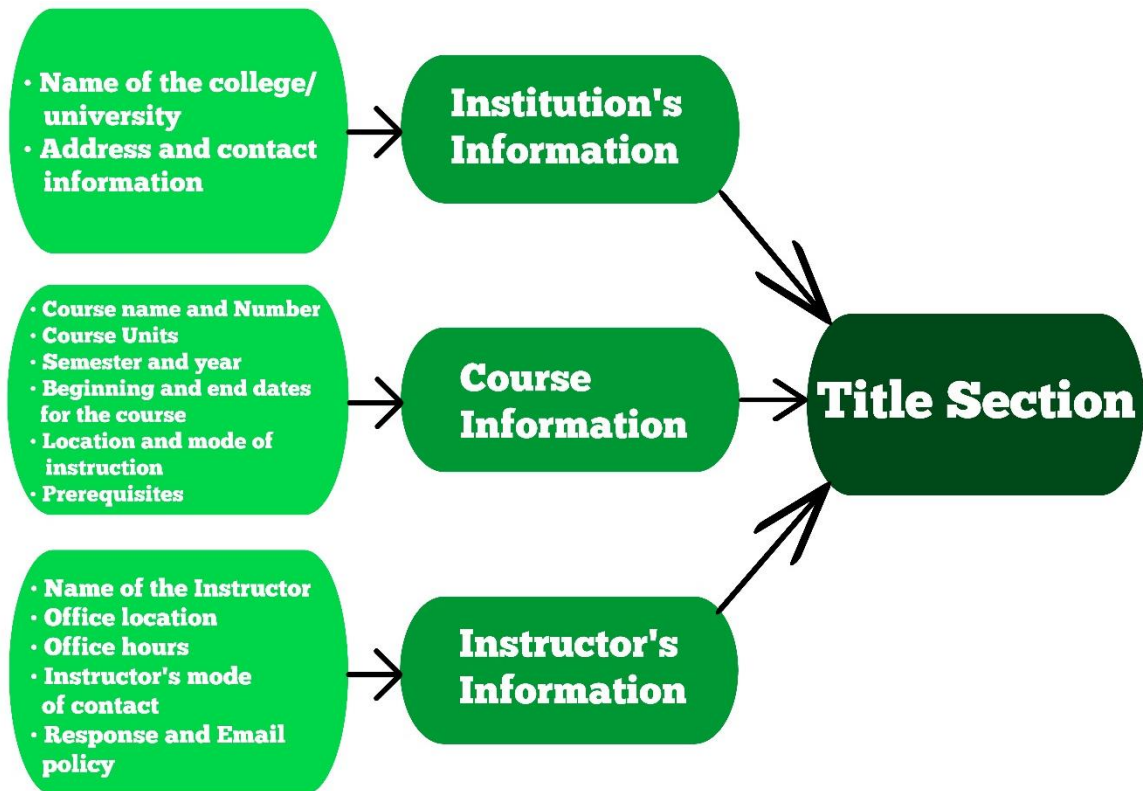 · Name of the college/
university
· Address and contact
information
Institution's
Information
· Course name and Number
· Course Units
· Semester and year
· Beginning and end dates
for the course
· Location and mode of
instruction
· Prerequisites
Course
Information
Title Section
· Name of the Instructor
· Office location
· Office hours
· Instructor's mode
of contact
· Response and Email
policy
Instructor's
Information